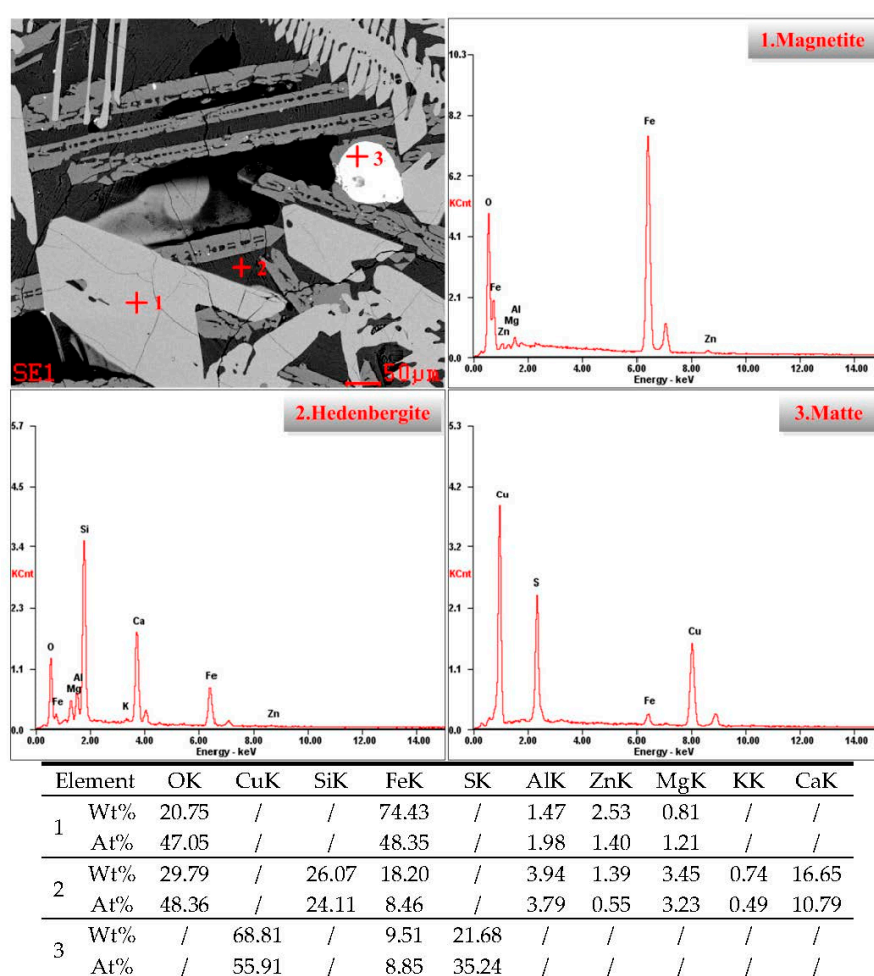 1.Magnetite
10.3
8.2
6.2
KCnt
4.1
2.1
0.0
O
Fe
Zn
Mg
Al
Fe
Zn
0.00 2.00 4.00 6.00 8.00 10.00 12.00 14.00
Energy - keV
3
2
1
SE1
50μm
2.Hedenbergite
5.7
4.5
3.4
KCnt
2.3
1.1
0.0
O
Fe
Mg
Al
Si
K
Ca
Fe
Zn
0.00 2.00 4.00 6.00 8.00 10.00 12.00 14.00
Energy - keV
3.Matte
5.3
4.2
3.2
KCnt
2.1
1.1
0.0
Cu
S
Fe
Cu
0.00 2.00 4.00 6.00 8.00 10.00 12.00 14.00
Energy - keV
Element OK CuK SiK FeK SK AlK ZnK MgK KK CaK
1 Wt% 20.75 / / 74.43 / 1.47 2.53 0.81 / /
At% 47.05 / / 48.35 / 1.98 1.40 1.21 / /
2 Wt% 29.79 / 26.07 18.20 / 3.94 1.39 3.45 0.74 16.65
At% 48.36 / 24.11 8.46 / 3.79 0.55 3.23 0.49 10.79
3 Wt% / 68.81 / 9.51 21.68 / / / / /
At% / 55.91 / 8.85 35.24 / / / / /